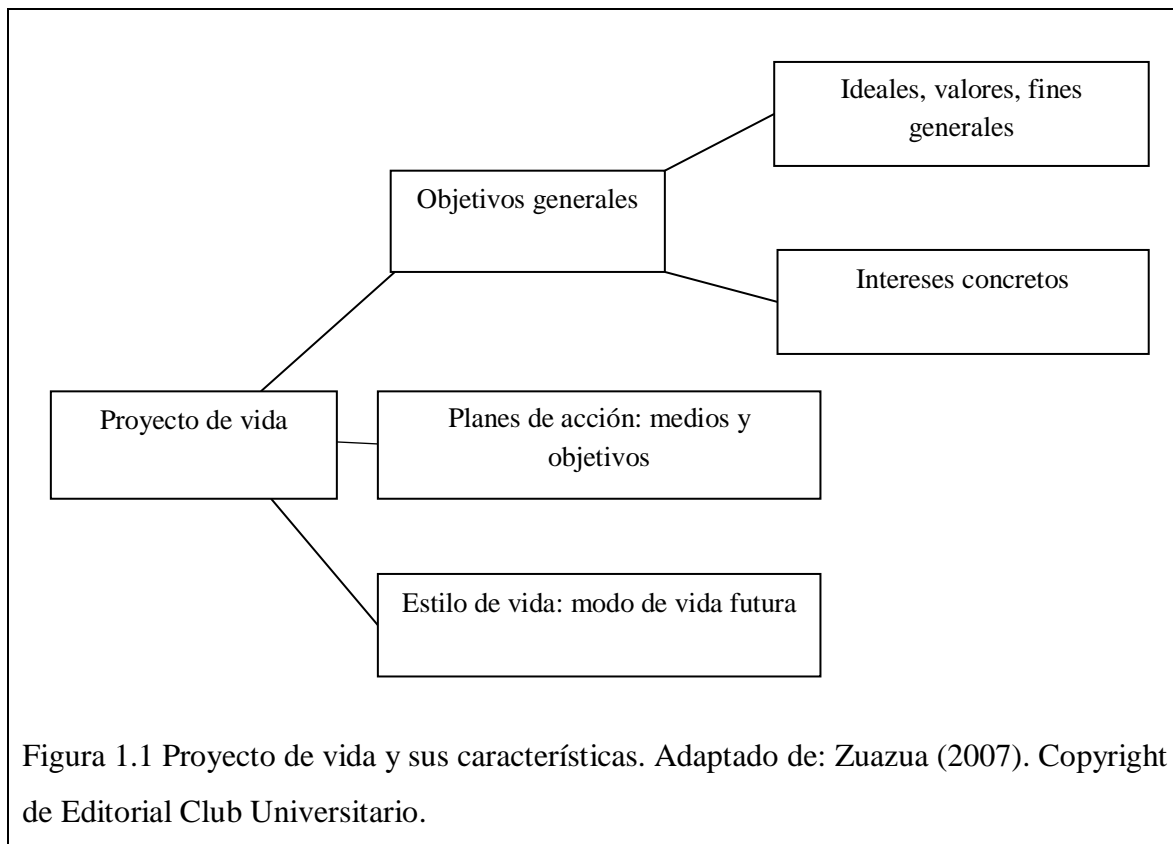 Ideales, valores, fines
generales
Objetivos generales
Intereses concretos
Proyecto de vida
Planes de acción: medios y
objetivos
Estilo de vida: modo de vida futura
Figura 1.1 Proyecto de vida y sus características. Adaptado de: Zuazua (2007). Copyright
de Editorial Club Universitario.